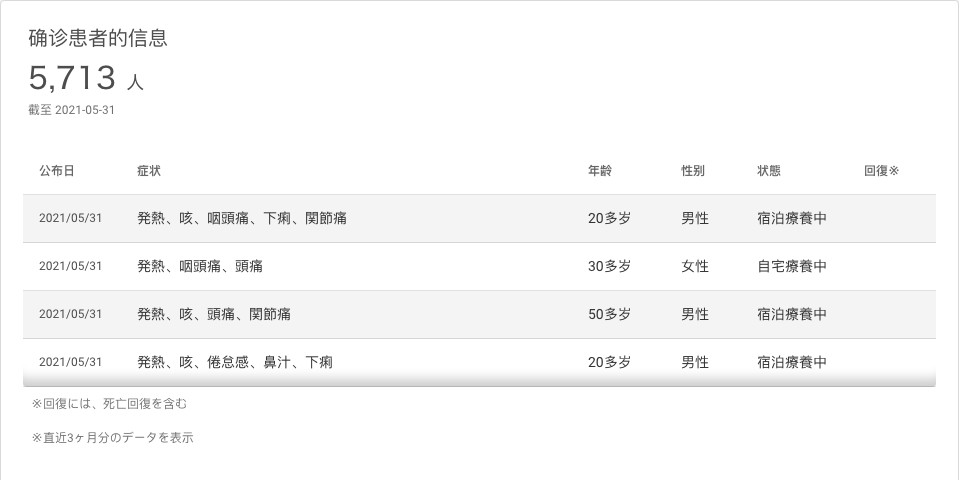 确诊患者的信息
5,713 人
截至 2021-05-31
公布日 症状 年龄 性别 状態 回復※
2021/05/31 発熱、咳、咽頭痛、下痢、関節痛 20多岁 男性 宿泊療養中
2021/05/31 発熱、咽頭痛、頭痛 30多岁 女性 自宅療養中
2021/05/31 発熱、咳、頭痛、関節痛 50多岁 男性 宿泊療養中
2021/05/31 発熱、咳、倦怠感、鼻汁、下痢 20多岁 男性 宿泊療養中
※回復には、死亡回復を含む
※直近3ヶ月分のデータを表示